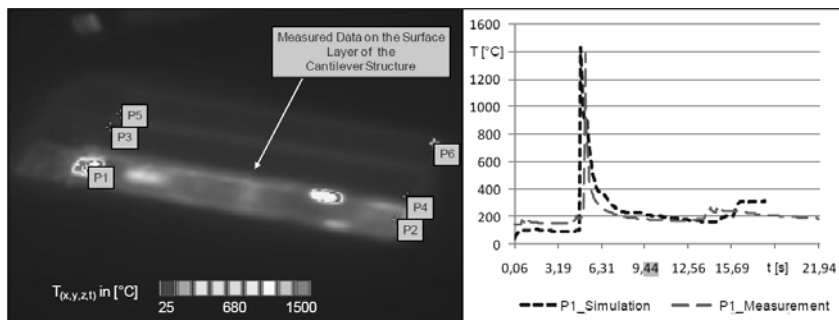 Measured Data on the Surface
Layer of the
Cantilever Structure
P5
P3
P6
P1
P4
P2
T(x,y,z,t) in [°C]
25 680 1500
1600
T [°C]
1400
1200
1000
800
600
400
200
0
0,06 3,19 6,31 9,44 12,56 15,69 t [s] 21,94
P1_Simulation P1_Measurement